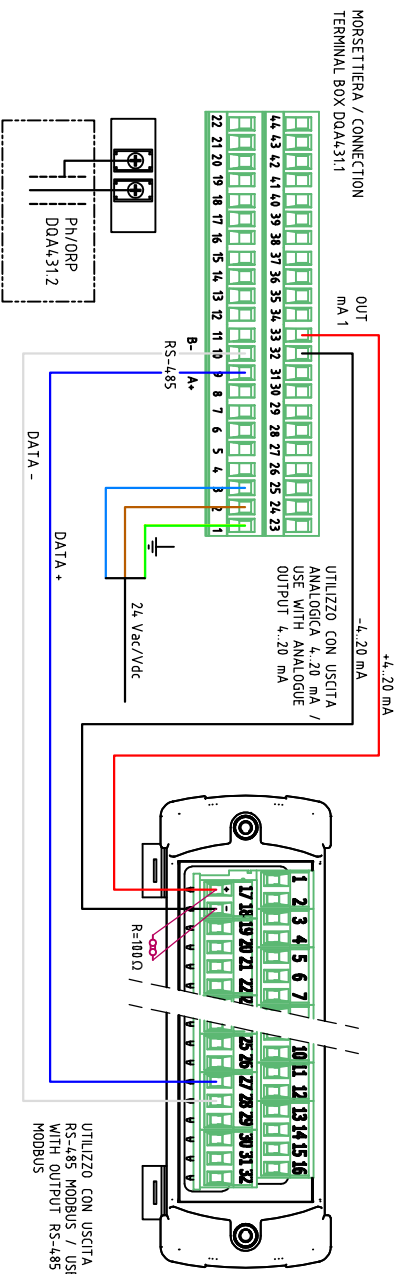 MORSETTIERA / CONNECTION
TERMINAL BOX DQA431.1
44 43 42 41 40 39 38 37 36 35 34 33 32 31 30 29 28 27 26 25 24 23
22 21 20 19 18 17 16 15 14 13 12 11 10 9 8 7 6 5 4 3 2 1
OUT
mA 1
+4..20 mA
-4..20 mA
UTILIZZO CON USCITA
ANALOGICA 4..20 mA /
USE WITH ANALOGUE
OUTPUT 4..20 mA
B- A+
RS-485
24 Vac/Vdc
DATA +
DATA -
Ph/ORP
DQA431.2
1 2 3 4 5 6 7 10 11 12 13 14 15 16
+ -
17 18 19 20 21 22 25 26 27 28 29 30 31 32
R=100 Ω
UTILIZZO CON USCITA
RS-485 MODBUS / USE
WITH OUTPUT RS-485
MODBUS